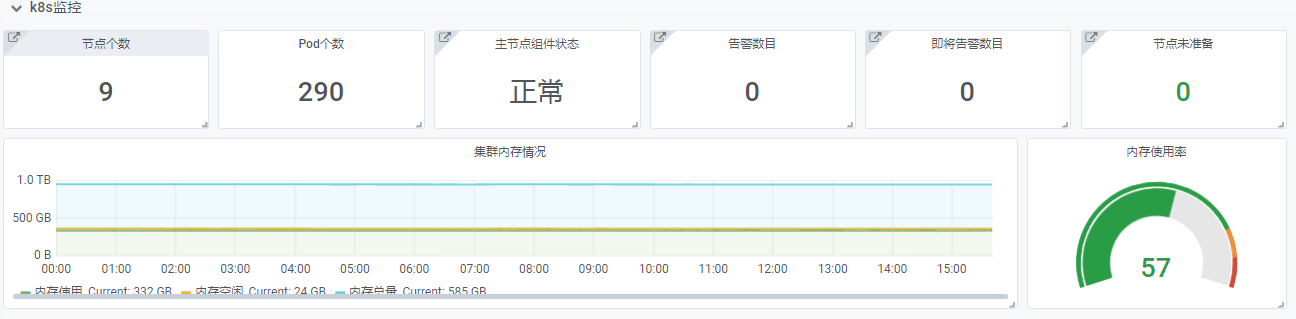 k8s监控
节点个数
9
Pod个数
290
主节点组件状态
正常
告警数目
0
即将告警数目
0
节点未准备
0
集群内存情况
1.0 TB
500 GB
0 B
00:00 01:00 02:00 03:00 04:00 05:00 06:00 07:00 08:00 09:00 10:00 11:00 12:00 13:00 14:00 15:00
内存使用 Current: 332 GB 内存空闲 Current: 24 GB 内存总量 Current: 585 GB
内存使用率
57